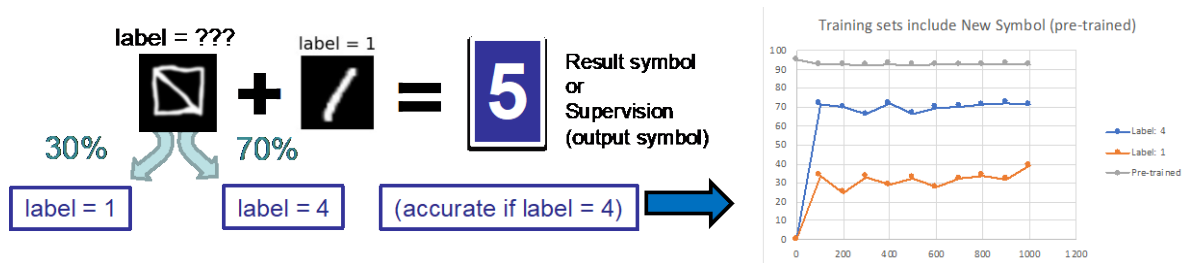 label = ???
label = 1
+
=
5
Result symbol
or
Supervision
(output symbol)
30%
70%
label = 1
label = 4
(accurate if label = 4)
Training sets include New Symbol (pre-trained)
100
90
80
70
60
50
40
30
20
10
0
0
200
400
600
800
1000
1200
Label: 4
Label: 1
Pre-trained